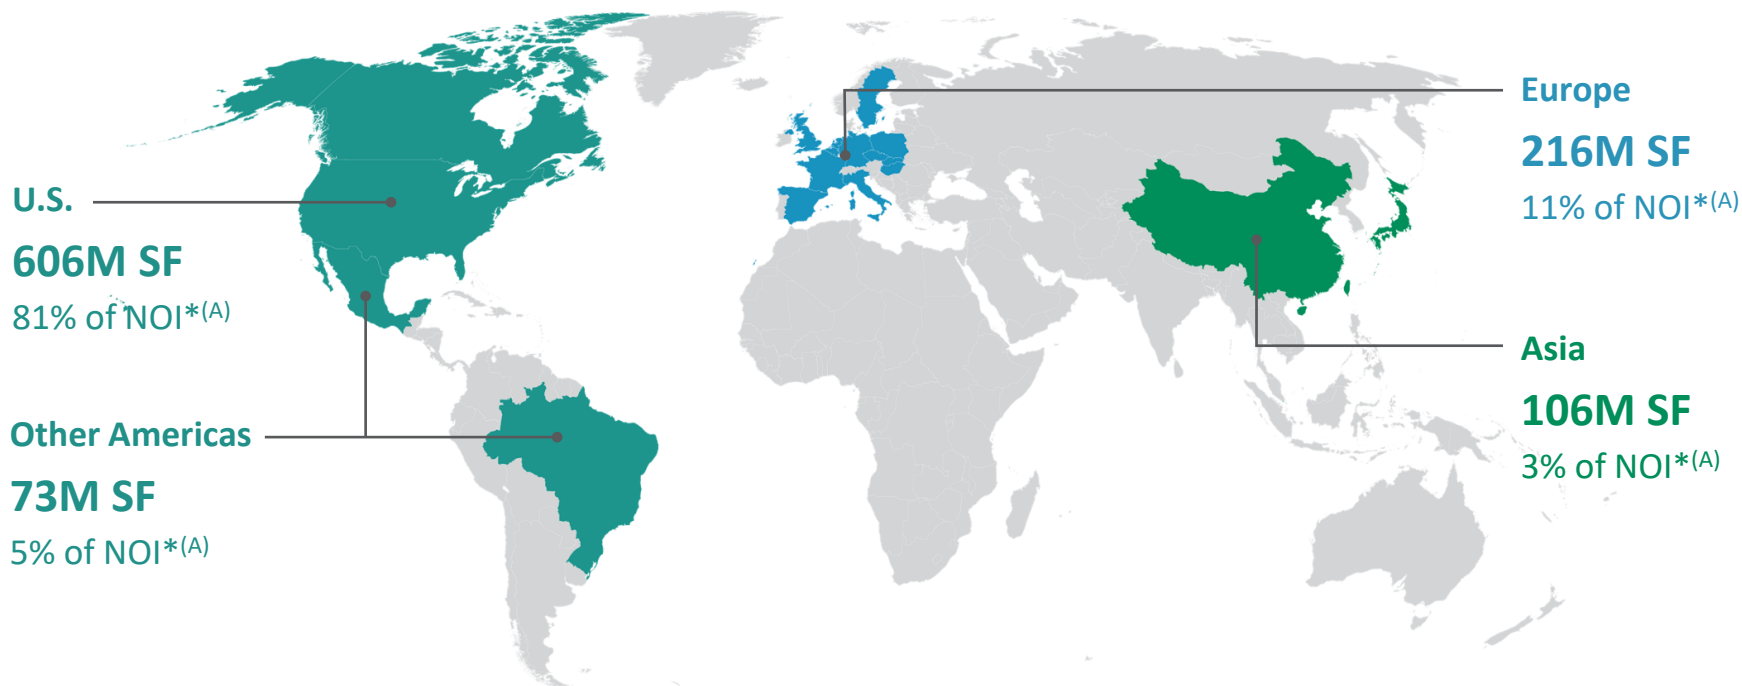 U.S.
606M SF
81% of NOI*(A)
Other Americas
73M SF
5% of NOI*(A)
Europe
216M SF
11% of NOI*(A)
Asia
106M SF
3% of NOI*(A)